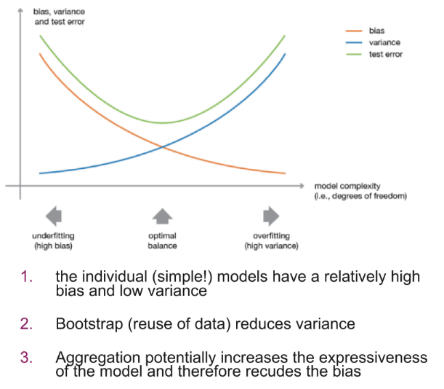 bias, variance
and test error
bias
variance
test error
model complexity
(i.e., degrees of freedom)
underfitting
(high bias)
optimal
balance
overfitting
(high variance)
1. the individual (simple!) models have a relatively high
bias and low variance
2. Bootstrap (reuse of data) reduces variance
3. Aggregation potentially increases the expressiveness
of the model and therefore recudes the bias